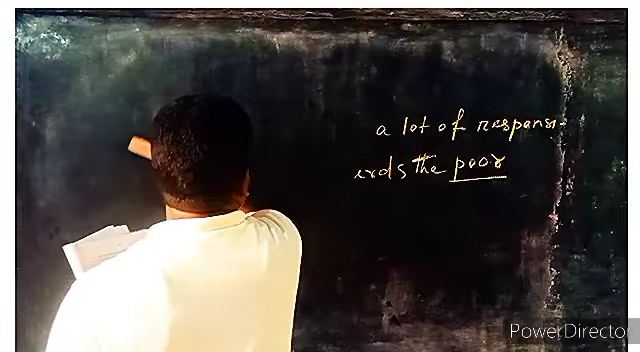 a lot of responsi-
ards the poor
PowerDirector